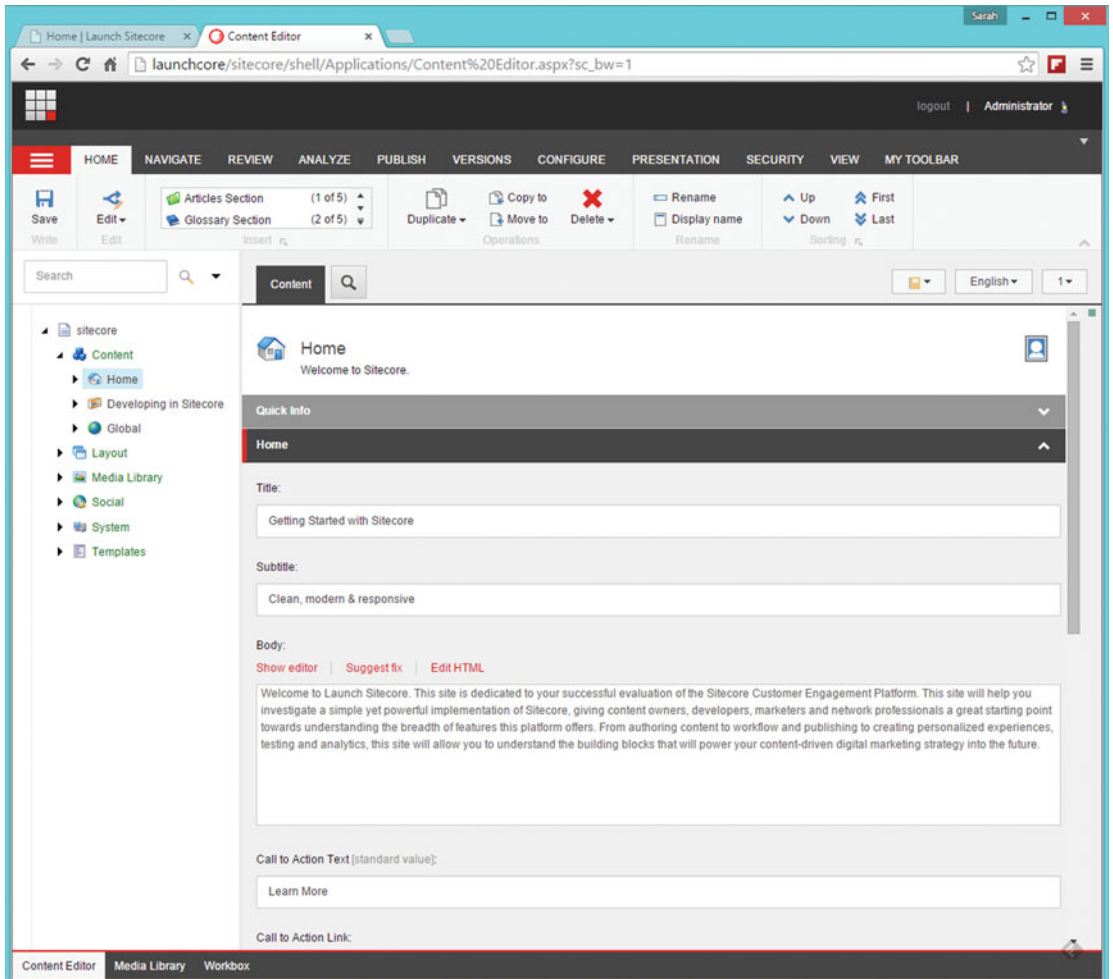 Sarah
Home | Launch Sitecore
Content Editor
launchcore/sitecore/shell/Applications/Content%20Editor.aspx?sc_bw=1
logout | Administrator
HOME NAVIGATE REVIEW ANALYZE PUBLISH VERSIONS CONFIGURE PRESENTATION SECURITY VIEW MY TOOLBAR
Save
Write
Edit
Edit
Articles Section (1 of 5)
Glossary Section (2 of 5)
Insert
Duplicate
Copy to
Move to
Delete
Operations
Rename
Display name
Rename
Up
Down
First
Last
Sorting
Search
Content
English
1
sitecore
Content
Home
Developing in Sitecore
Global
Layout
Media Library
Social
System
Templates
Home
Welcome to Sitecore.
Quick Info
Home
Title:
Getting Started with Sitecore
Subtitle:
Clean, modern & responsive
Body:
Show editor | Suggest fix | Edit HTML
Welcome to Launch Sitecore. This site is dedicated to your successful evaluation of the Sitecore Customer Engagement Platform. This site will help you
investigate a simple yet powerful implementation of Sitecore, giving content owners, developers, marketers and network professionals a great starting point
towards understanding the breadth of features this platform offers. From authoring content to workflow and publishing to creating personalized experiences,
testing and analytics, this site will allow you to understand the building blocks that will power your content-driven digital marketing strategy into the future.
Call to Action Text [standard value]:
Learn More
Call to Action Link:
Content Editor Media Library Workbox